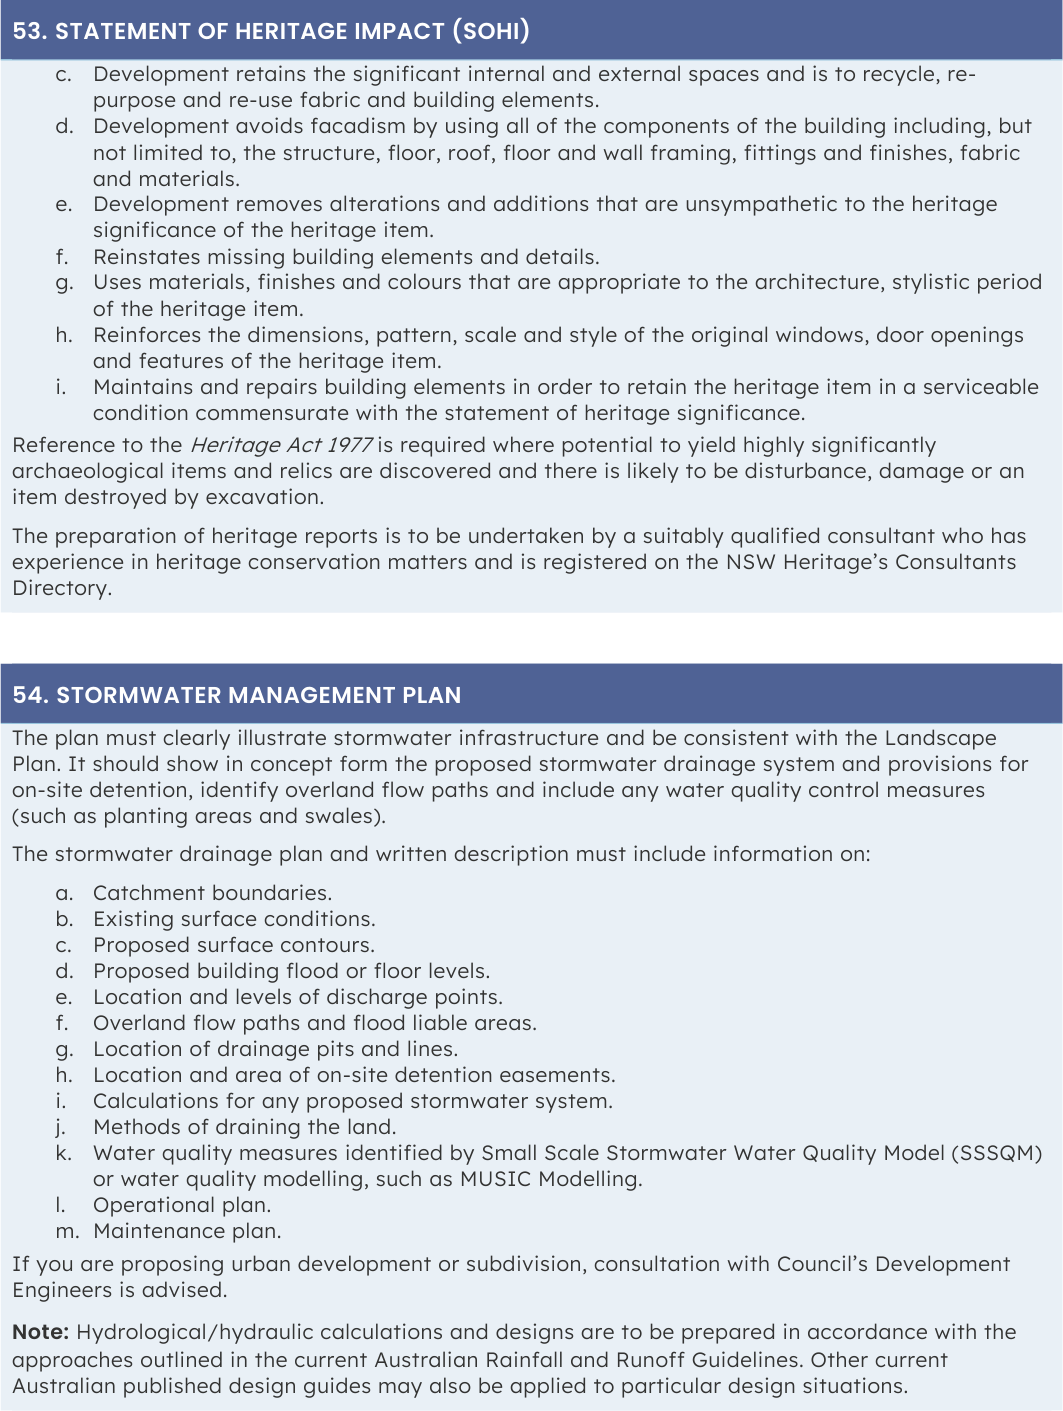 53. STATEMENT OF HERITAGE IMPACT (SOHI)
c. Development retains the significant internal and external spaces and is to recycle, re-
purpose and re-use fabric and building elements.
d. Development avoids facadism by using all of the components of the building including, but
not limited to, the structure, floor, roof, floor and wall framing, fittings and finishes, fabric
and materials.
e. Development removes alterations and additions that are unsympathetic to the heritage
significance of the heritage item.
f. Reinstates missing building elements and details.
g. Uses materials, finishes and colours that are appropriate to the architecture, stylistic period
of the heritage item.
h. Reinforces the dimensions, pattern, scale and style of the original windows, door openings
and features of the heritage item.
i. Maintains and repairs building elements in order to retain the heritage item in a serviceable
condition commensurate with the statement of heritage significance.
Reference to the Heritage Act 1977 is required where potential to yield highly significantly
archaeological items and relics are discovered and there is likely to be disturbance, damage or an
item destroyed by excavation.
The preparation of heritage reports is to be undertaken by a suitably qualified consultant who has
experience in heritage conservation matters and is registered on the NSW Heritage’s Consultants
Directory.
54. STORMWATER MANAGEMENT PLAN
The plan must clearly illustrate stormwater infrastructure and be consistent with the Landscape
Plan. It should show in concept form the proposed stormwater drainage system and provisions for
on-site detention, identify overland flow paths and include any water quality control measures
(such as planting areas and swales).
The stormwater drainage plan and written description must include information on:
a. Catchment boundaries.
b. Existing surface conditions.
c. Proposed surface contours.
d. Proposed building flood or floor levels.
e. Location and levels of discharge points.
f. Overland flow paths and flood liable areas.
g. Location of drainage pits and lines.
h. Location and area of on-site detention easements.
i. Calculations for any proposed stormwater system.
j. Methods of draining the land.
k. Water quality measures identified by Small Scale Stormwater Water Quality Model (SSSQM)
or water quality modelling, such as MUSIC Modelling.
l. Operational plan.
m. Maintenance plan.
If you are proposing urban development or subdivision, consultation with Council’s Development
Engineers is advised.
Note: Hydrological/hydraulic calculations and designs are to be prepared in accordance with the
approaches outlined in the current Australian Rainfall and Runoff Guidelines. Other current
Australian published design guides may also be applied to particular design situations.